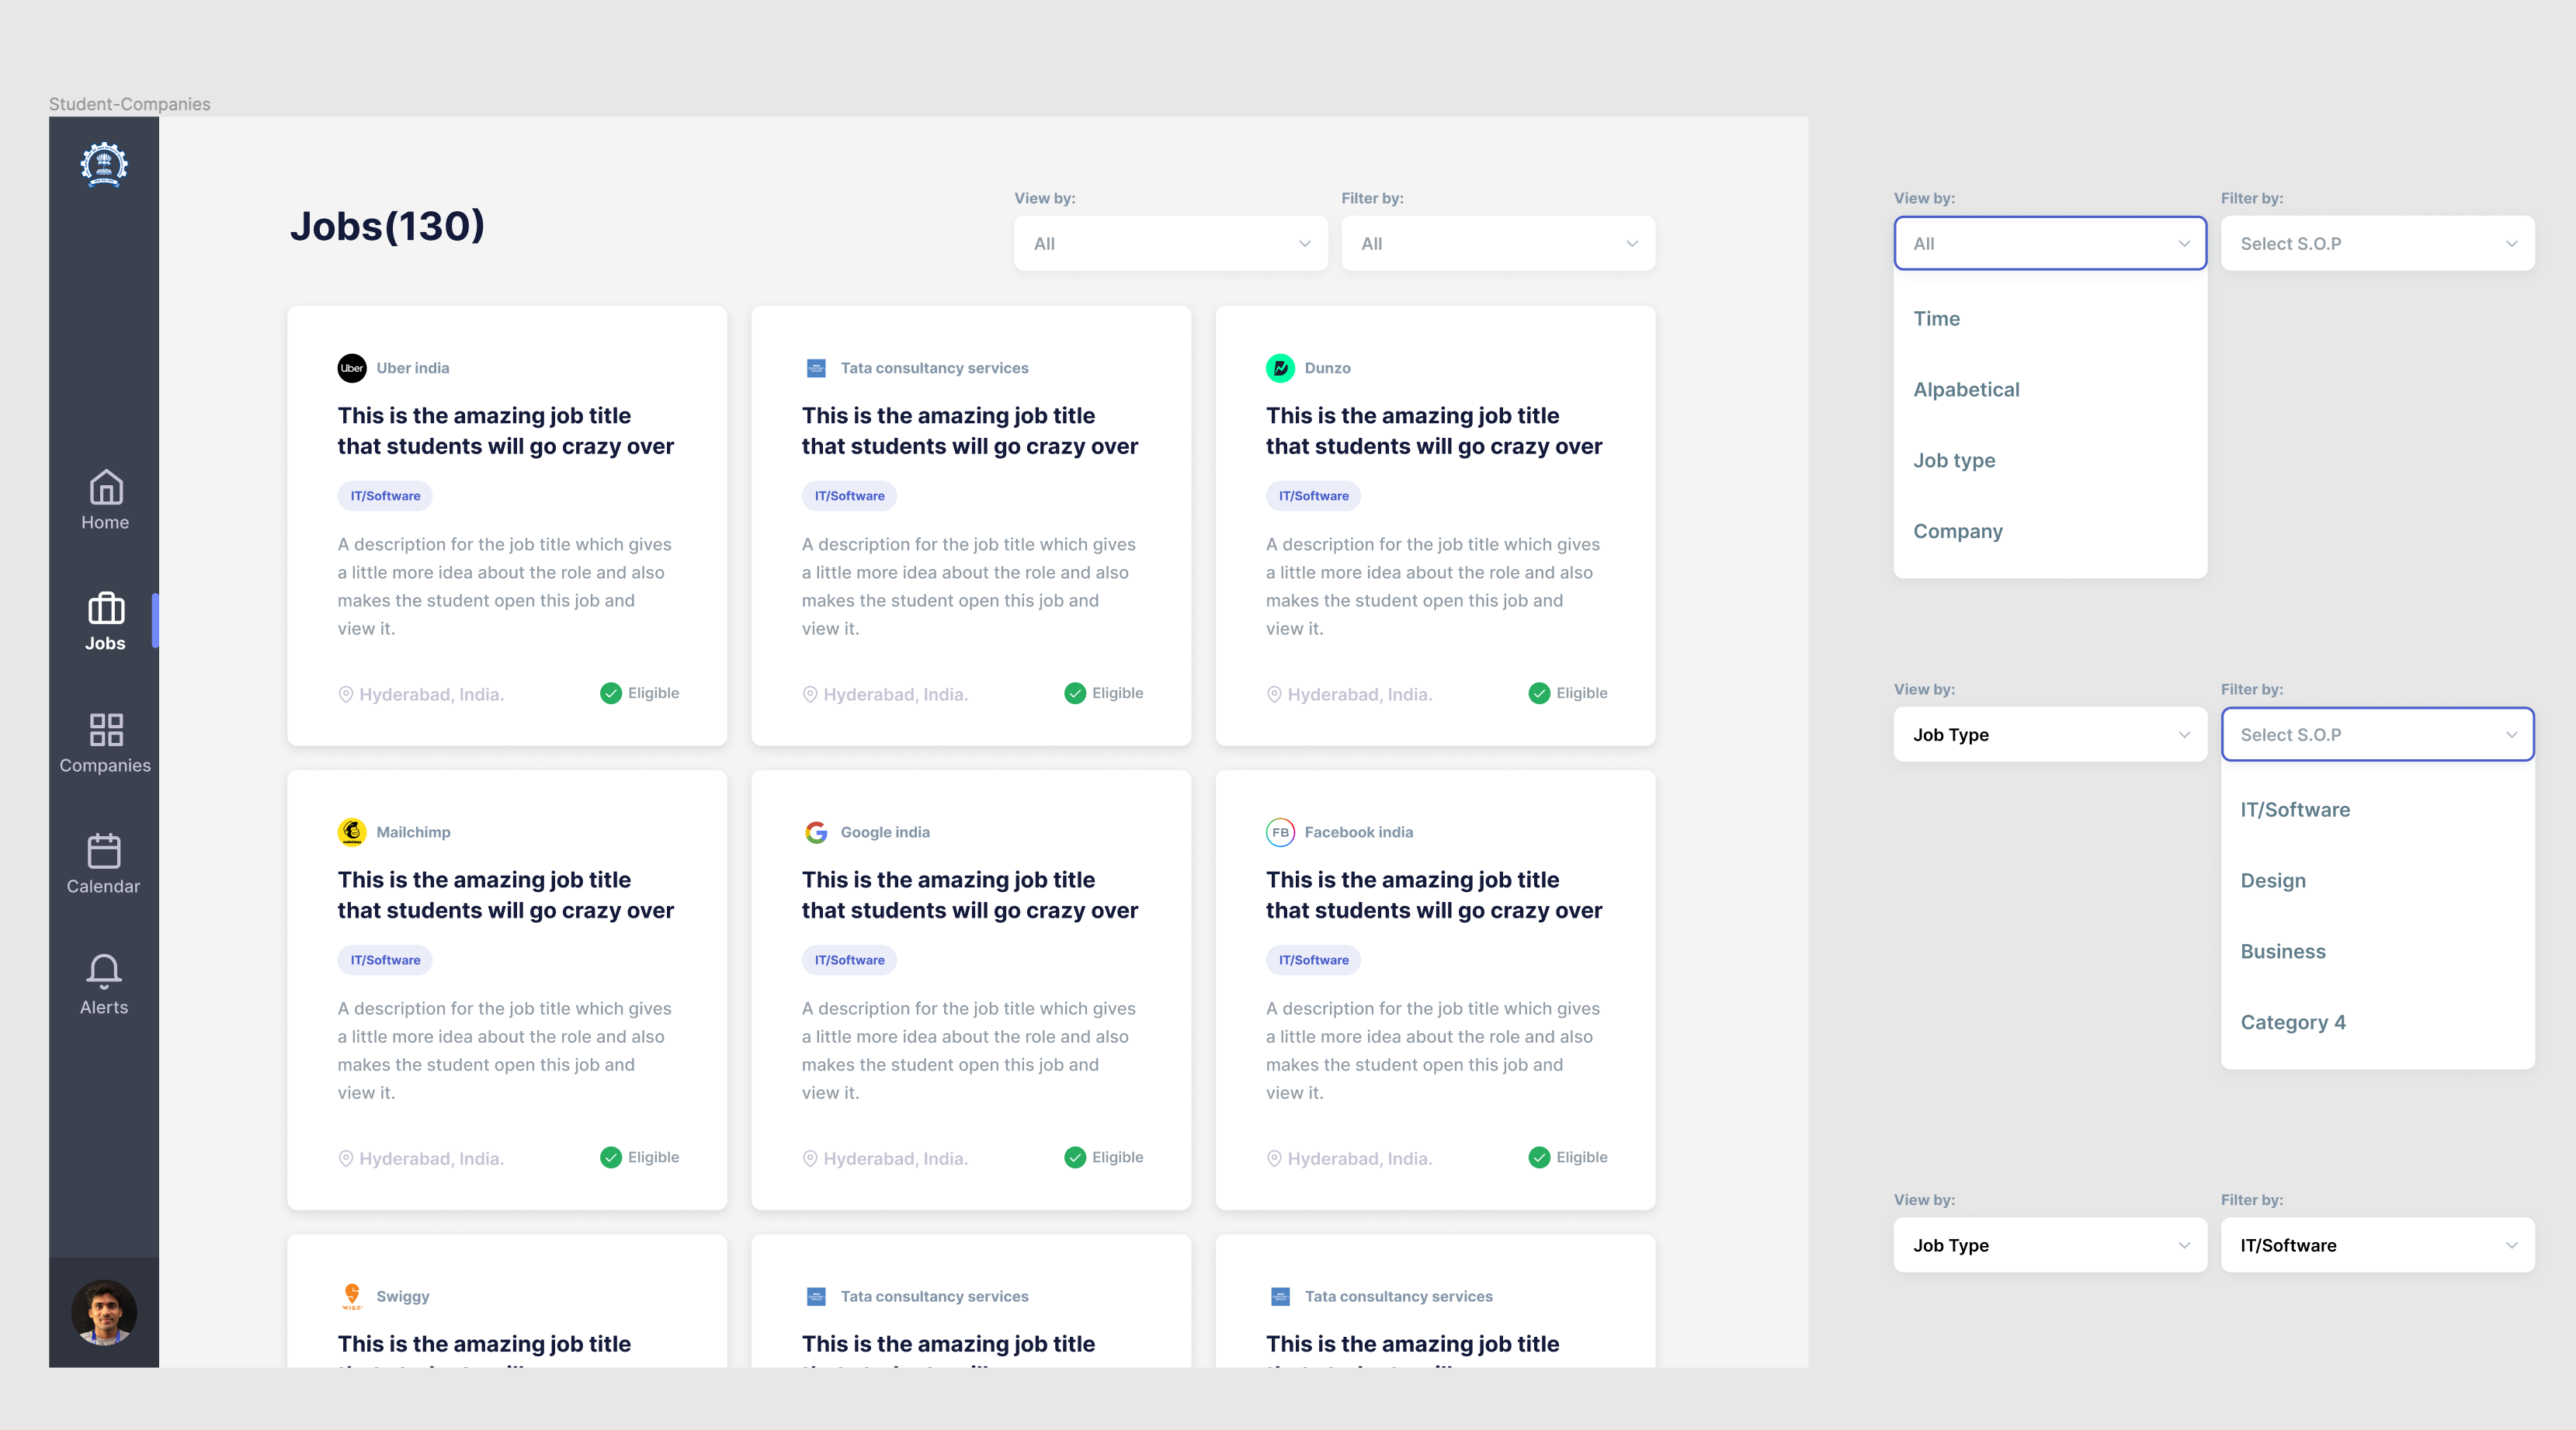 Student-Companies
Home
Jobs
Companies
Calendar
Alerts
Jobs(130)
View by:
All
Filter by:
All
Uber
Uber india
This is the amazing job title
that students will go crazy over
IT/Software
A description for the job title which gives
a little more idea about the role and also
makes the student open this job and
view it.
Hyderabad, India.
Eligible
Tata consultancy services
This is the amazing job title
that students will go crazy over
IT/Software
A description for the job title which gives
a little more idea about the role and also
makes the student open this job and
view it.
Hyderabad, India.
Eligible
Dunzo
This is the amazing job title
that students will go crazy over
IT/Software
A description for the job title which gives
a little more idea about the role and also
makes the student open this job and
view it.
Hyderabad, India.
Eligible
Mailchimp
This is the amazing job title
that students will go crazy over
IT/Software
A description for the job title which gives
a little more idea about the role and also
makes the student open this job and
view it.
Hyderabad, India.
Eligible
Google india
This is the amazing job title
that students will go crazy over
IT/Software
A description for the job title which gives
a little more idea about the role and also
makes the student open this job and
view it.
Hyderabad, India.
Eligible
FB
Facebook india
This is the amazing job title
that students will go crazy over
IT/Software
A description for the job title which gives
a little more idea about the role and also
makes the student open this job and
view it.
Hyderabad, India.
Eligible
Swiggy
This is the amazing job title
Tata consultancy services
This is the amazing job title
Tata consultancy services
This is the amazing job title
View by:
All
Time
Alpabetical
Job type
Company
Filter by:
Select S.O.P
View by:
Job Type
Filter by:
Select S.O.P
IT/Software
Design
Business
Category 4
View by:
Job Type
Filter by:
IT/Software